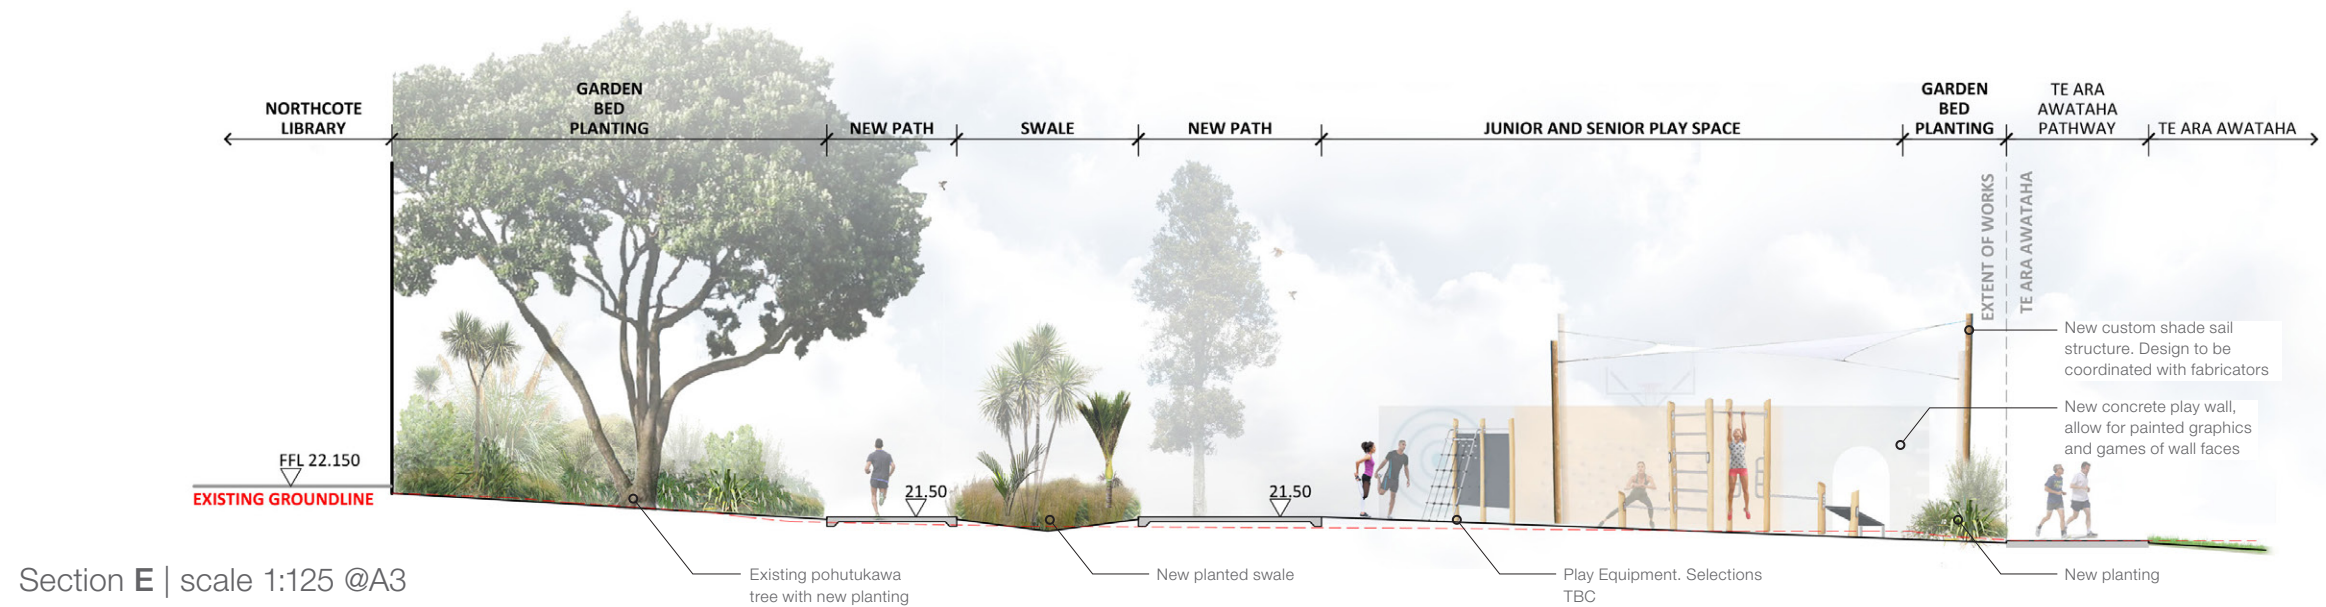 NORTHCOTE
LIBRARY
GARDEN
BED
PLANTING
NEW PATH
SWALE
NEW PATH
JUNIOR AND SENIOR PLAY SPACE
GARDEN
BED
PLANTING
TE ARA
AWATAHA
PATHWAY
TE ARA AWATAHA
EXTENT OF WORKS
TE ARA AWATAHA
New custom shade sail
structure. Design to be
coordinated with fabricators
New concrete play wall,
allow for painted graphics
and games of wall faces
FFL 22.150
EXISTING GROUNDLINE
21.50
21.50
Existing pohutukawa
tree with new planting
New planted swale
Play Equipment. Selections
TBC
New planting
Section E | scale 1:125 @A3